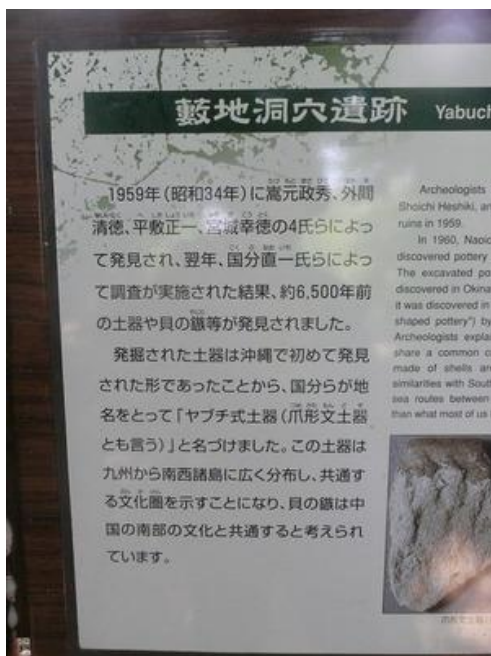 藪地洞穴遺跡 Yabuch
1959年（昭和34年）に嵩元政秀、外間
清徳、平敷正一、宮城幸徳の4氏らによっ
て発見され、翌年、国分直一氏らによっ
て調査が実施された結果、約6,500年前
の土器や貝の鏃等が発見されました。
発掘された土器は沖縄で初めて発見
された形であったことから、国分らが地
名をとって「ヤブチ式土器（爪形文土器
とも言う）」と名づけました。この土器は
九州から南西諸島に広く分布し、共通す
る文化圏を示すことになり、貝の鏃は中
国の南部の文化と共通すると考えられ
ています。
Archeologists
Shoichi Heshiki, an
ruins in 1959.
In 1960, Naoic
discovered pottery
The excavated po
discovered in Okina
it was discovered in
shaped pottery") by
Archeologists expla
share a common c
made of shells an
similarities with Sout
sea routes between
than what most of us